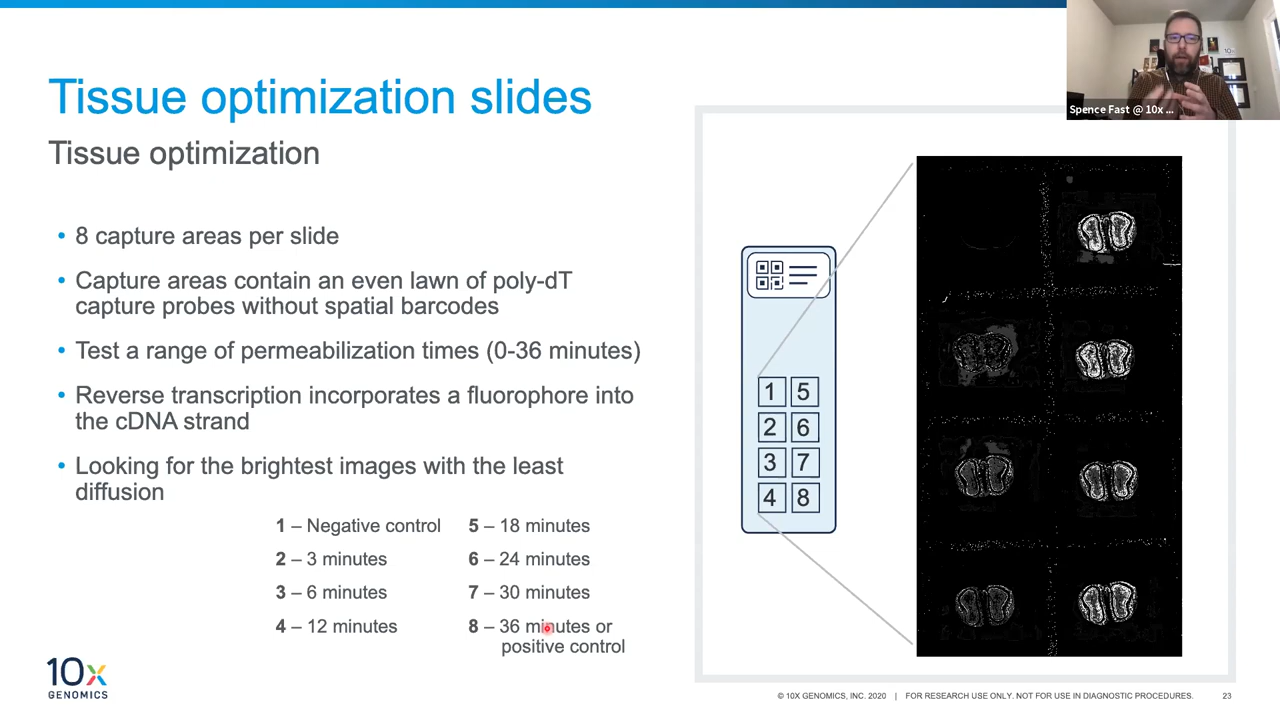 Spence Fast @ 10x ...
Tissue optimization slides
Tissue optimization
• 8 capture areas per slide
• Capture areas contain an even lawn of poly-dT
capture probes without spatial barcodes
• Test a range of permeabilization times (0-36 minutes)
• Reverse transcription incorporates a fluorophore into
the cDNA strand
• Looking for the brightest images with the least
diffusion
1 – Negative control
2 – 3 minutes
3 – 6 minutes
4 – 12 minutes
5 – 18 minutes
6 – 24 minutes
7 – 30 minutes
8 – 36 minutes or
positive control
1 5
2 6
3 7
4 8
10x
GENOMICS
© 10X GENOMICS, INC. 2020 | FOR RESEARCH USE ONLY. NOT FOR USE IN DIAGNOSTIC PROCEDURES. 23